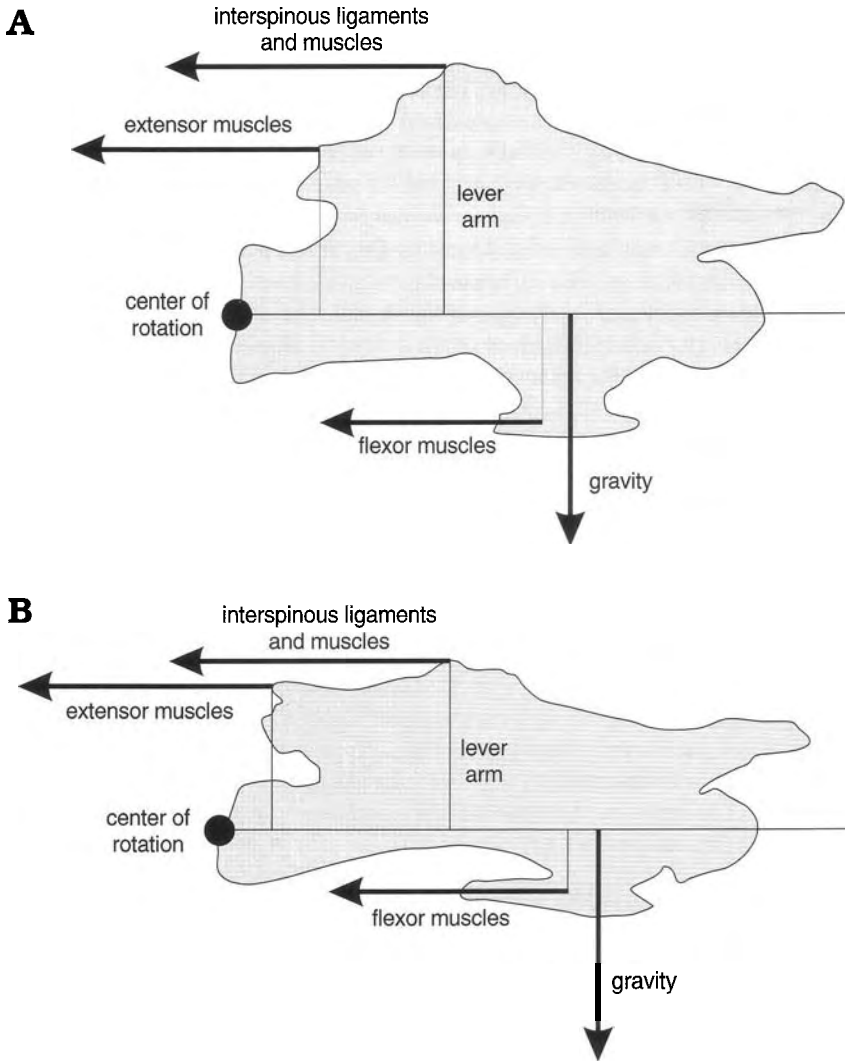 A
interspinous ligaments
and muscles
extensor muscles
lever
arm
center of
rotation
flexor muscles
gravity
B
interspinous ligaments
and muscles
extensor muscles
lever
arm
center of
rotation
flexor muscles
gravity